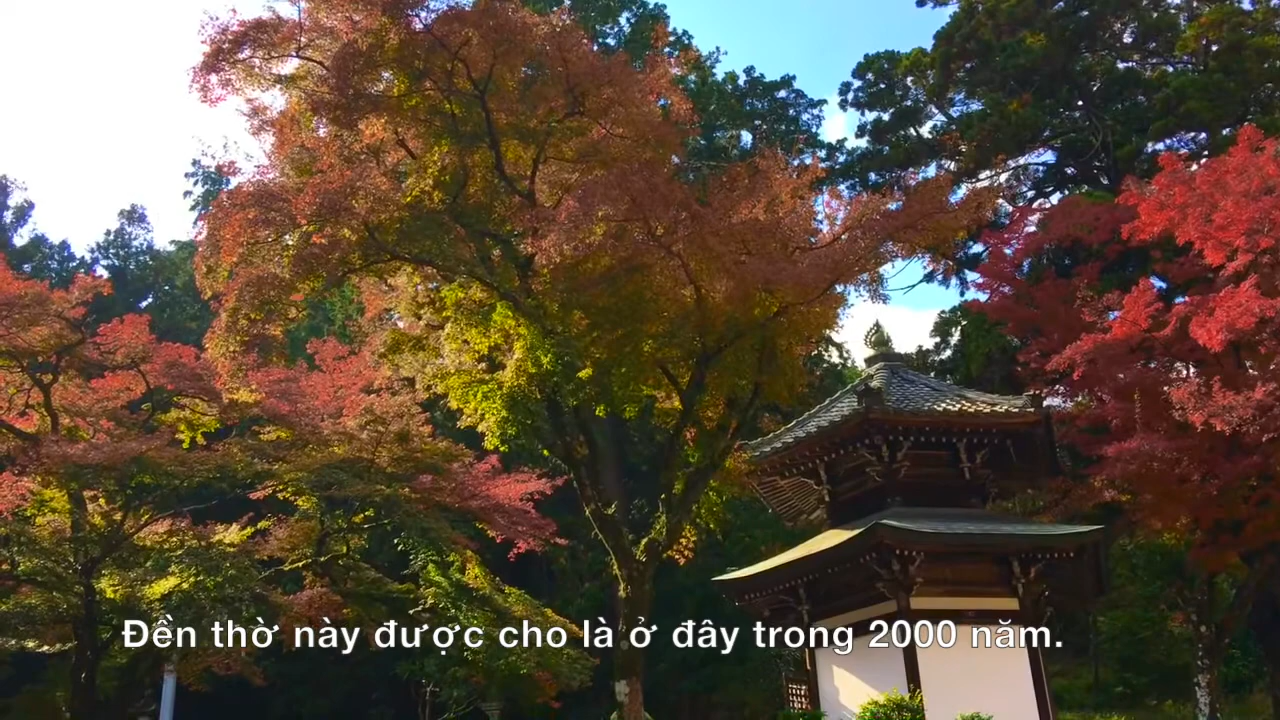 Đền thờ này được cho là ở đây trong 2000 năm.